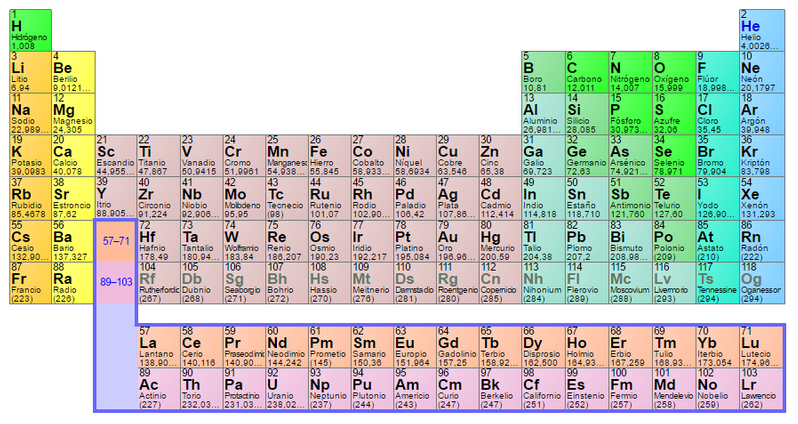 1 2
H He
Hidrógeno Helio
1,008 4,0026...
3 4 5 6 7 8 9 10
Li Be B C N O F Ne
Litio Berilio Boro Carbono Nitrógeno Oxígeno Flúor Neón
6,94 9,0121... 10,81 12,011 14,007 15,999 18,998... 20,1797
11 12 13 14 15 16 17 18
Na Mg Al Si P S Cl Ar
Sodio Magnesio Aluminio Silicio Fósforo Azufre Cloro Argón
22,989... 24,305 26,981... 28,085 30,973... 32,06 35,45 39,948
19 20 21 22 23 24 25 26 27 28 29 30 31 32 33 34 35 36
K Ca Sc Ti V Cr Mn Fe Co Ni Cu Zn Ga Ge As Se Br Kr
Potasio Calcio Escandio Titanio Vanadio Cromo Manganeso Hierro Cobalto Níquel Cobre Zinc Galio Germanio Arsénico Selenio Bromo Kriptón
39,0983 40,078 44,955... 47,867 50,9415 51,9961 54,938... 55,845 58,933... 58,6934 63,546 65,38 69,723 72,63 74,921... 78,971 79,904 83,798
37 38 39 40 41 42 43 44 45 46 47 48 49 50 51 52 53 54
Rb Sr Y Zr Nb Mo Tc Ru Rh Pd Ag Cd In Sn Sb Te I Xe
Rubidio Estroncio Itrio Zirconio Niobio Molibdeno Tecnecio Rutenio Rodio Paladio Plata Cadmio Indio Estaño Antimonio Telurio Yodo Xenón
85,4678 87,62 88,905... 91,224 92,906... 95,95 (98) 101,07 102,90... 106,42 107,86... 112,414 114,818 118,710 121,760 127,60 126,90... 131,293
55 56 72 73 74 75 76 77 78 79 80 81 82 83 84 85 86
Cs Ba 57–71 Hf Ta W Re Os Ir Pt Au Hg Tl Pb Bi Po At Rn
Cesio Bario Hafnio Tantalio Wolframio Renio Osmio Iridio Platino Oro Mercurio Talio Plomo Bismuto Polonio Astato Radón
132,90... 137,327 178,49 180,94... 183,84 186,207 190,23 192,217 195,084 196,96... 200,59 204,38 207,2 208,98... (209) (210) (222)
87 88 104 105 106 107 108 109 110 111 112 113 114 115 116 117 118
Fr Ra 89–103 Rf Db Sg Bh Hs Mt Ds Rg Cn Nh Fl Mc Lv Ts Og
Francio Radio Rutherfordio Dubnio Seaborgio Bohrio Hassio Meitnerio Darmstadtio Roentgenio Copernicio Nihonium Flerovio Moscovium Livermorio Tennessine Oganesson
(223) (226) (267) (268) (271) (272) (270) (276) (281) (280) (285) (284) (289) (288) (293) (294) (294)
57 58 59 60 61 62 63 64 65 66 67 68 69 70 71
La Ce Pr Nd Pm Sm Eu Gd Tb Dy Ho Er Tm Yb Lu
Lantano Cerio Praseodimio Neodimio Prometio Samario Europio Gadolinio Terbio Disprosio Holmio Erbio Tulio Iterbio Lutecio
138,90... 140,116 140,90... 144,242 (145) 150,36 151,964 157,25 158,92... 162,500 164,93... 167,259 168,93... 173,054 174,96...
89 90 91 92 93 94 95 96 97 98 99 100 101 102 103
Ac Th Pa U Np Pu Am Cm Bk Cf Es Fm Md No Lr
Actinio Torio Protactinio Uranio Neptunio Plutonio Americio Curio Berkelio Californio Einstenio Fermio Mendelevio Nobelio Lawrencio
(227) 232,03... 231,03... 238,02... (237) (244) (243) (247) (247) (251) (252) (257) (258) (259) (262)